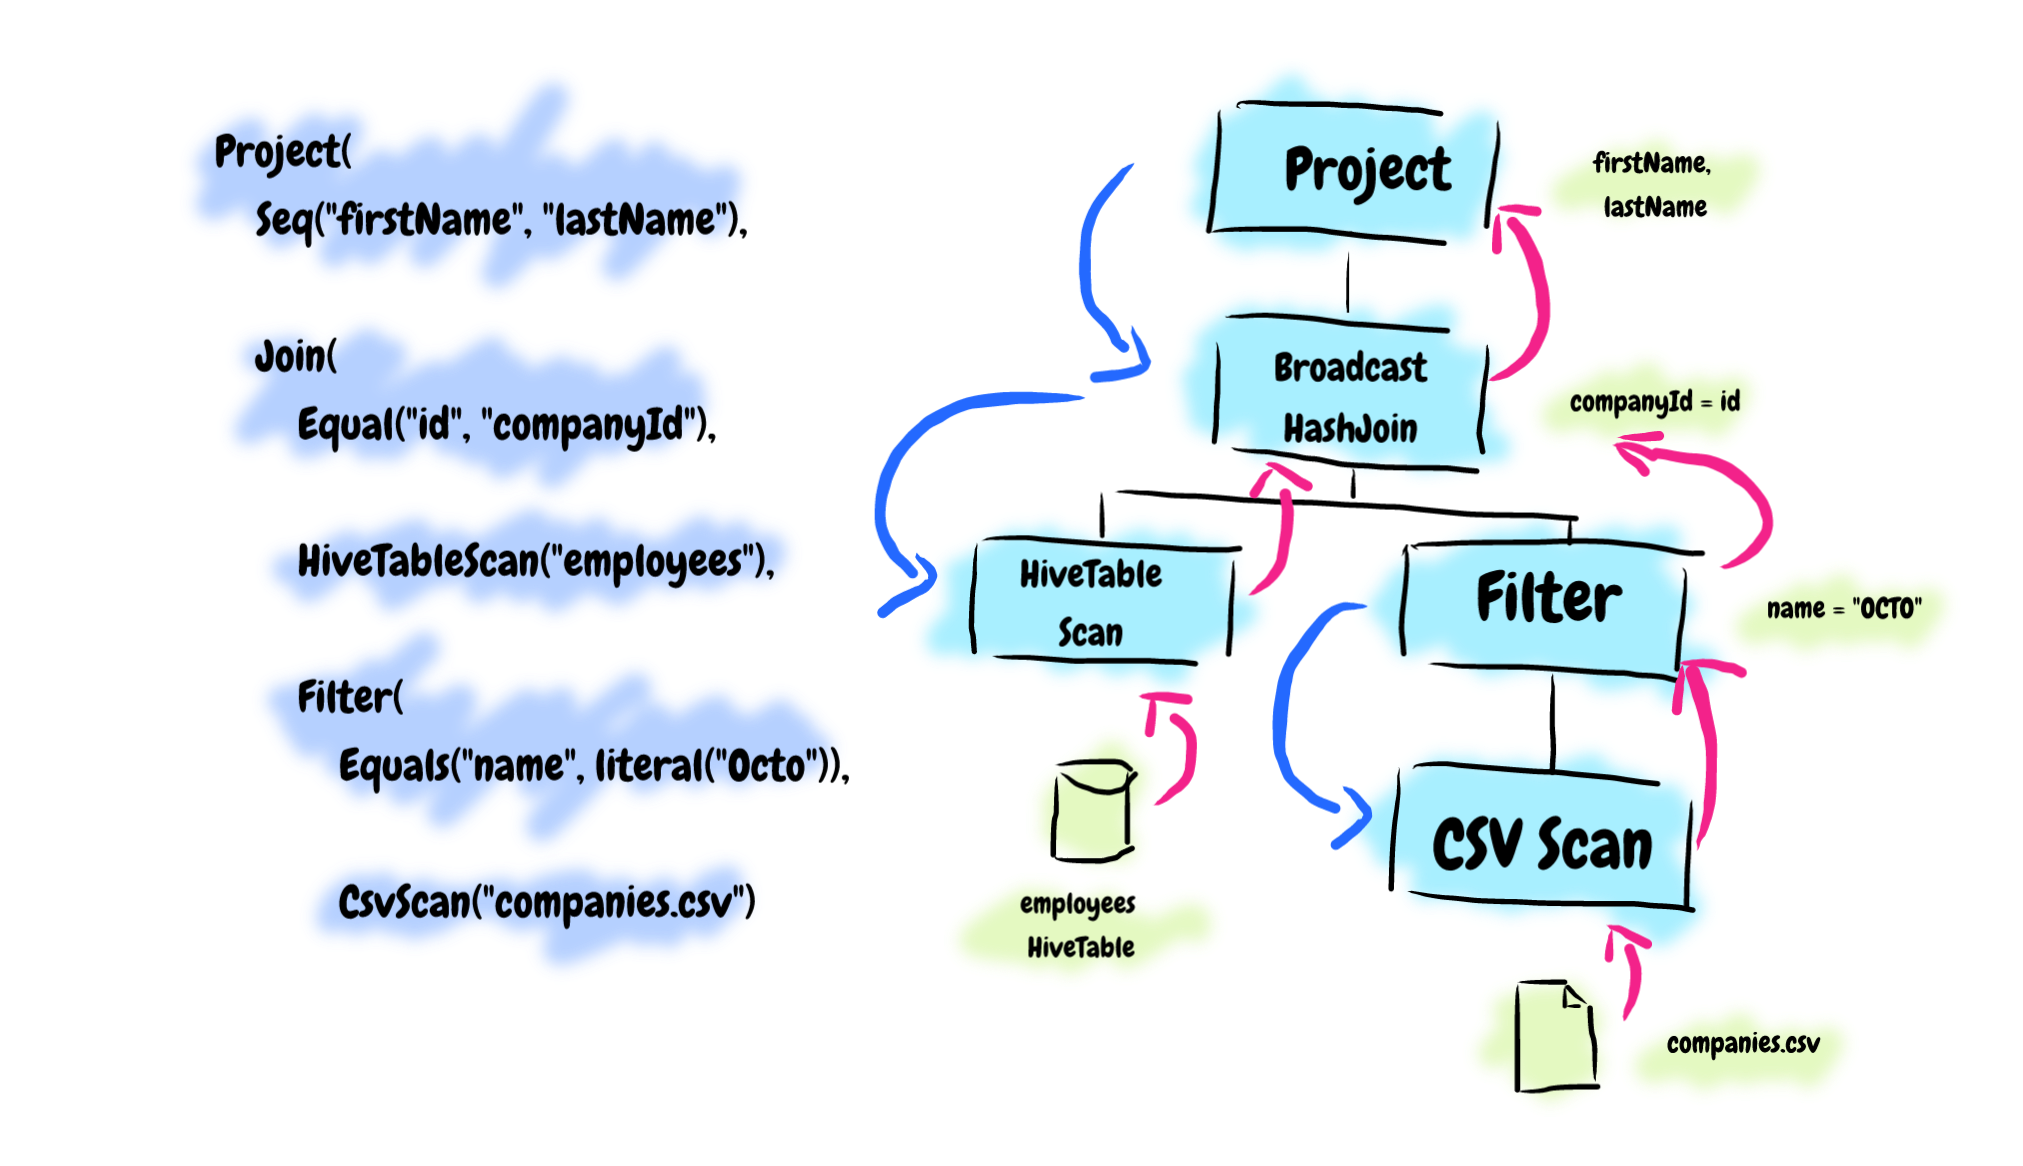 Project(
Seq("firstName", "lastName"),
Join(
Equal("id", "companyId"),
HiveTableScan("employees"),
Filter(
Equals("name", literal("Octo")),
CsvScan("companies.csv")
Project
firstName,
lastName
Broadcast
HashJoin
companyId = id
HiveTable
Scan
Filter
name = "OCTO"
CSV Scan
employees
HiveTable
companies.csv